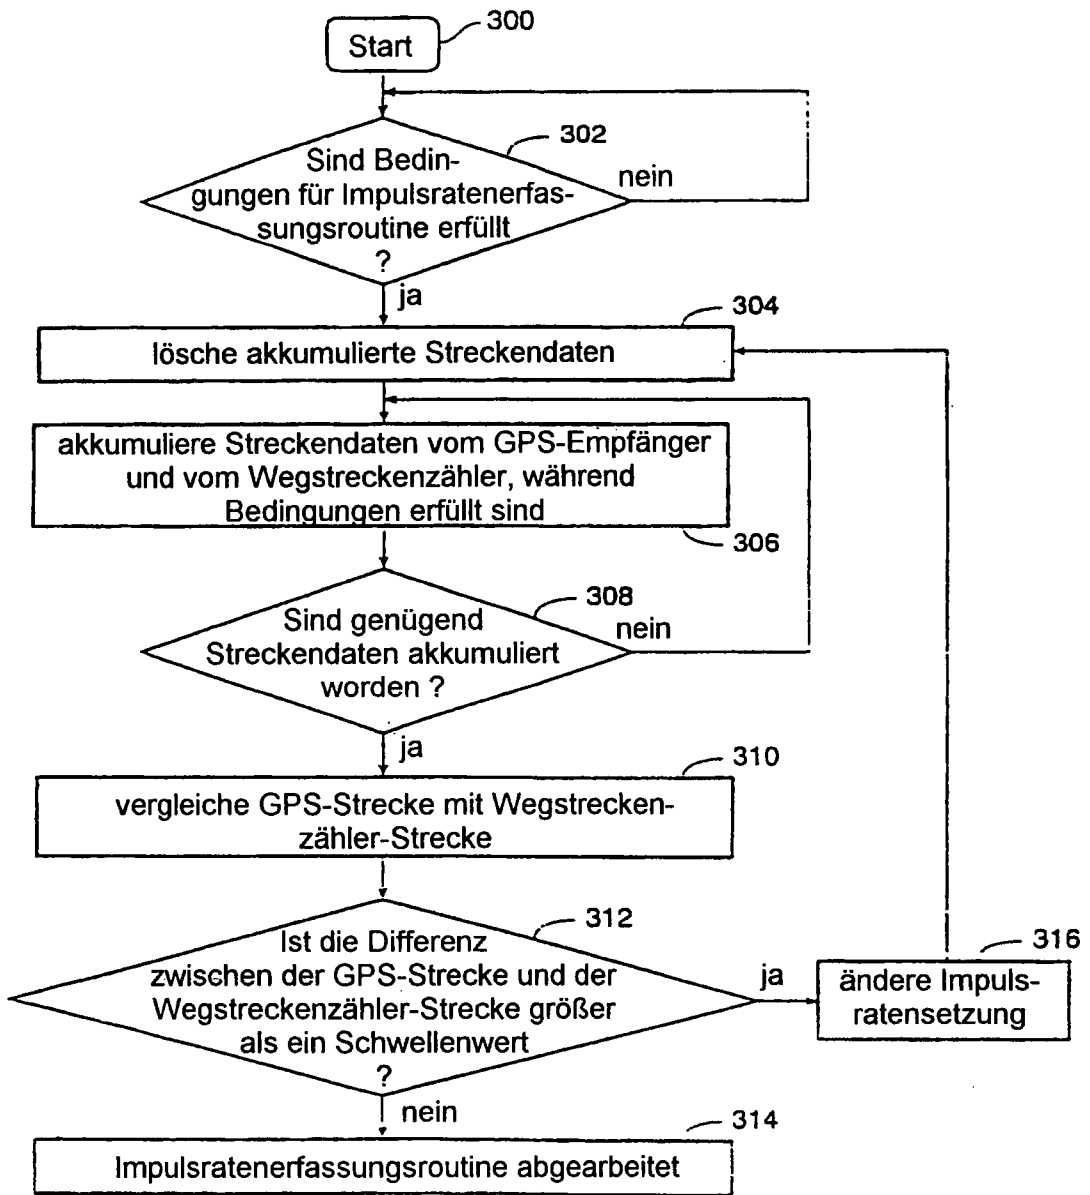 300
Start
302
Sind Bedin-
gungen für Impulsratenerfas-
sungsroutine erfüllt
?
nein
ja
304
lösche akkumulierte Streckendaten
akkumuliere Streckendaten vom GPS-Empfänger
und vom Wegstreckenzähler, während
Bedingungen erfüllt sind
306
308
Sind genügend
Streckendaten akkumuliert
worden ?
nein
ja
310
vergleiche GPS-Strecke mit Wegstrecken-
zähler-Strecke
312
Ist die Differenz
zwischen der GPS-Strecke und der
Wegstreckenzähler-Strecke größer
als ein Schwellenwert
?
ja
316
ändere Impuls-
ratensetzung
nein
314
Impulsratenerfassungsroutine abgearbeitet